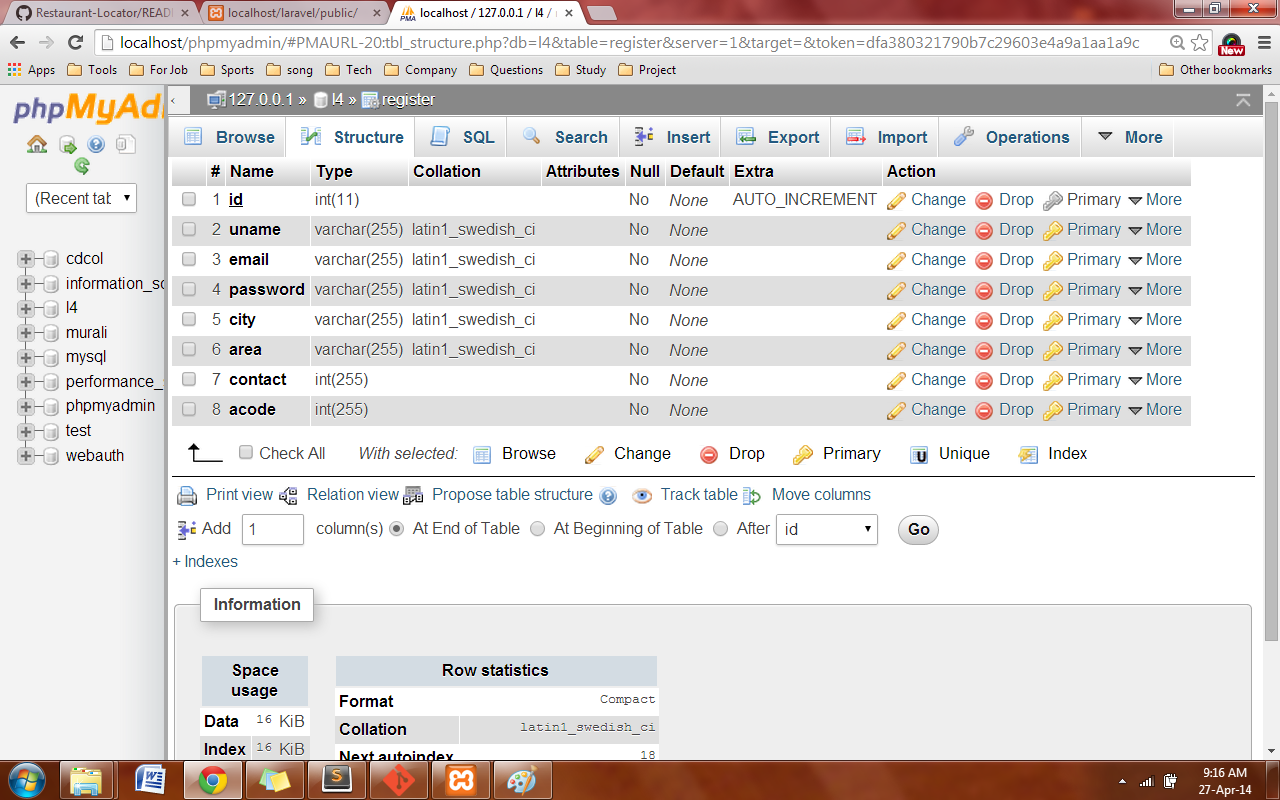 Restaurant-Locator/READ
localhost/laravel/public/
localhost / 127.0.0.1 / l4 /
localhost/phpmyadmin/#PMAURL-20:tbl_structure.php?db=l4&table=register&server=1&target=&token=dfa380321790b7c29603e4a9a1aa1a9c
New
Apps Tools For Job Sports song Tech Company Questions Study Project Other bookmarks
phpMyAd
127.0.0.1 » l4 » register
Browse Structure SQL Search Insert Export Import Operations More
(Recent tab
cdcol
information_sc
l4
murali
mysql
performance_
phpmyadmin
test
webauth
# Name Type Collation Attributes Null Default Extra Action
1 id int(11) No None AUTO_INCREMENT Change Drop Primary More
2 uname varchar(255) latin1_swedish_ci No None Change Drop Primary More
3 email varchar(255) latin1_swedish_ci No None Change Drop Primary More
4 password varchar(255) latin1_swedish_ci No None Change Drop Primary More
5 city varchar(255) latin1_swedish_ci No None Change Drop Primary More
6 area varchar(255) latin1_swedish_ci No None Change Drop Primary More
7 contact int(255) No None Change Drop Primary More
8 acode int(255) No None Change Drop Primary More
Check All With selected: Browse Change Drop Primary Unique Index
Print view Relation view Propose table structure Track table Move columns
Add 1 column(s) At End of Table At Beginning of Table After id Go
+ Indexes
Information
Space usage
Data 16 KiB
Index 16 KiB
Row statistics
Format Compact
Collation latin1_swedish_ci
Next autoindex 18
9:16 AM
27-Apr-14